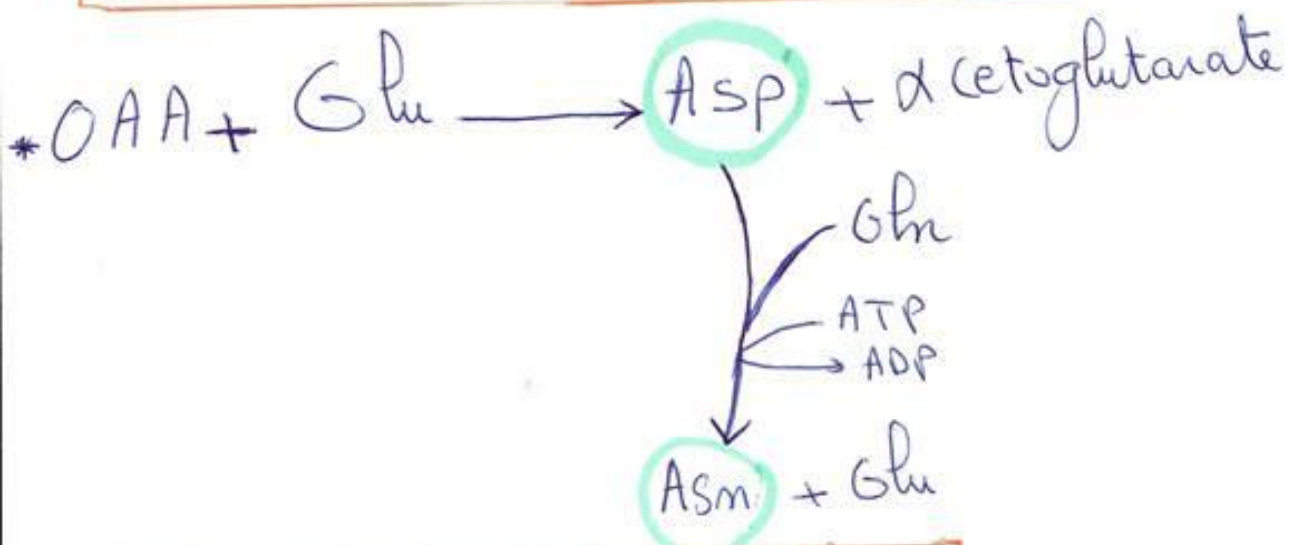 *OAA + Glu → Asp + α cetoglutarate
Gln
ATP
ADP
Asn + Glu